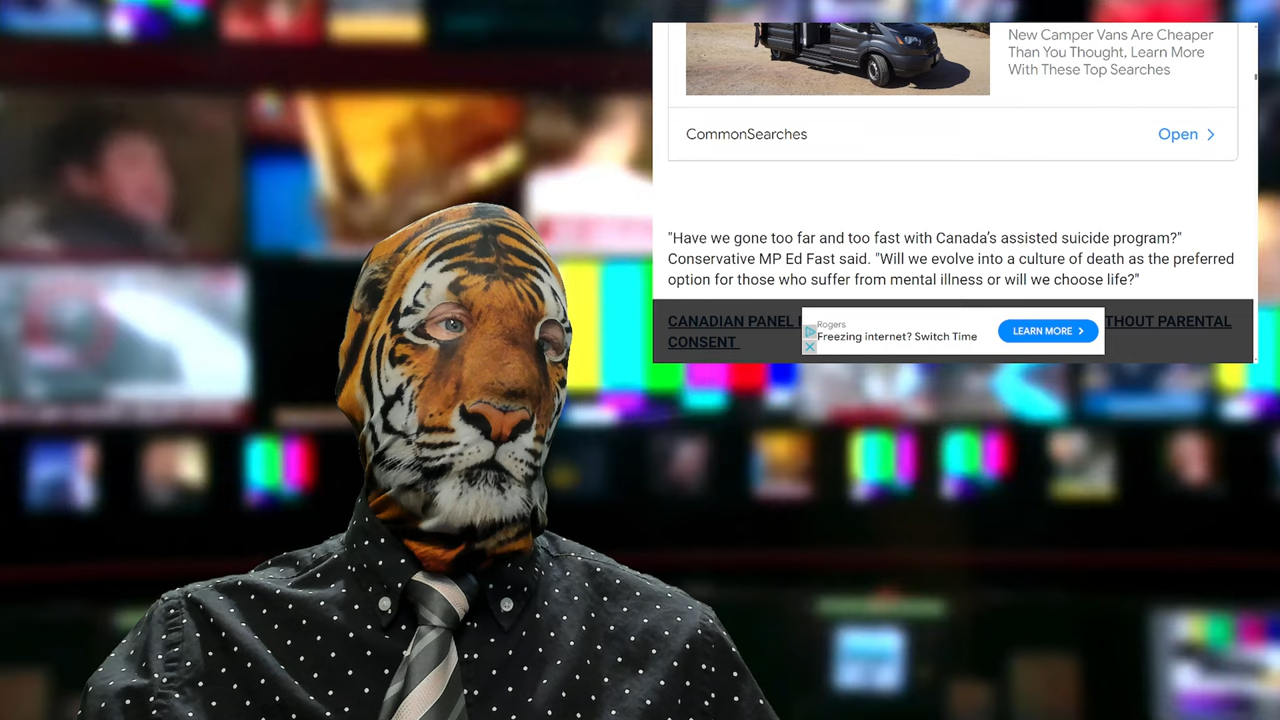 New Camper Vans Are Cheaper
Than You Thought, Learn More
With These Top Searches
CommonSearches
Open
"Have we gone too far and too fast with Canada’s assisted suicide program?"
Conservative MP Ed Fast said. "Will we evolve into a culture of death as the preferred
option for those who suffer from mental illness or will we choose life?"
CANADIAN PANEL THOUT PARENTAL
CONSENT
Rogers
Freezing internet? Switch Time
LEARN MORE